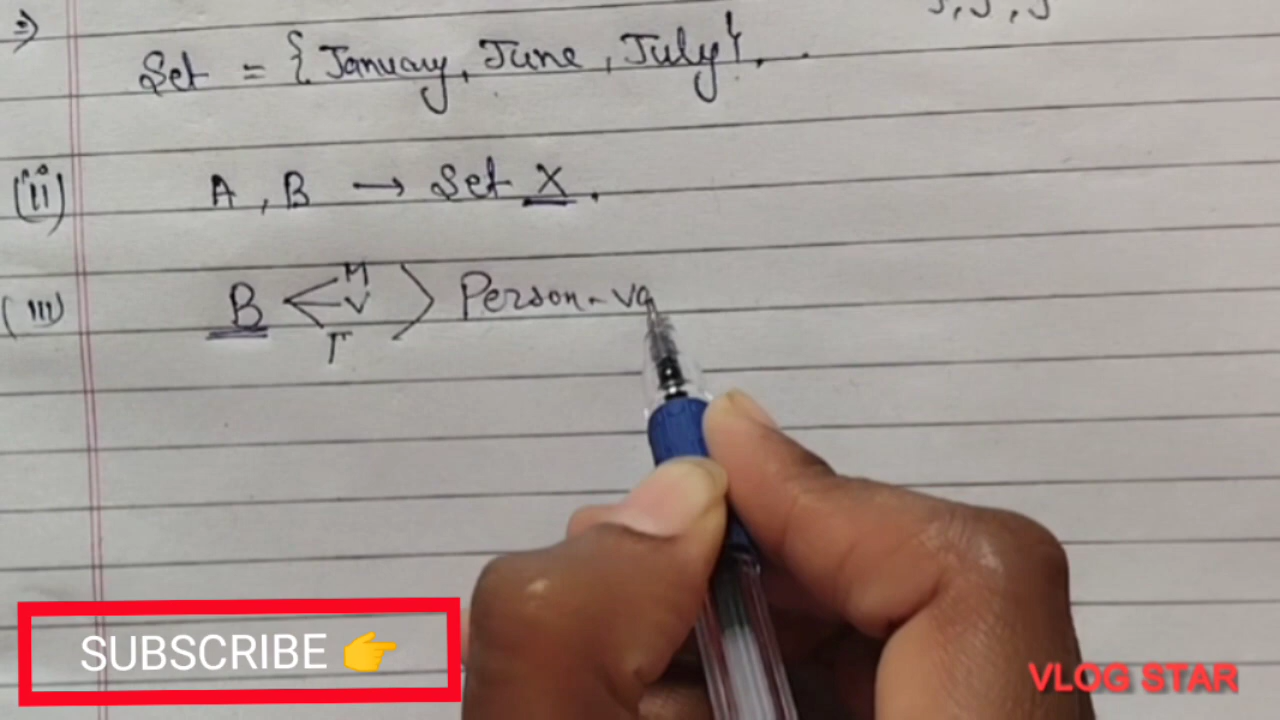 Set = {January, June, July}.
(ii) A, B → Set X.
(iii) B < M
V
T > Person - va
SUBSCRIBE 👉
VLOG STAR